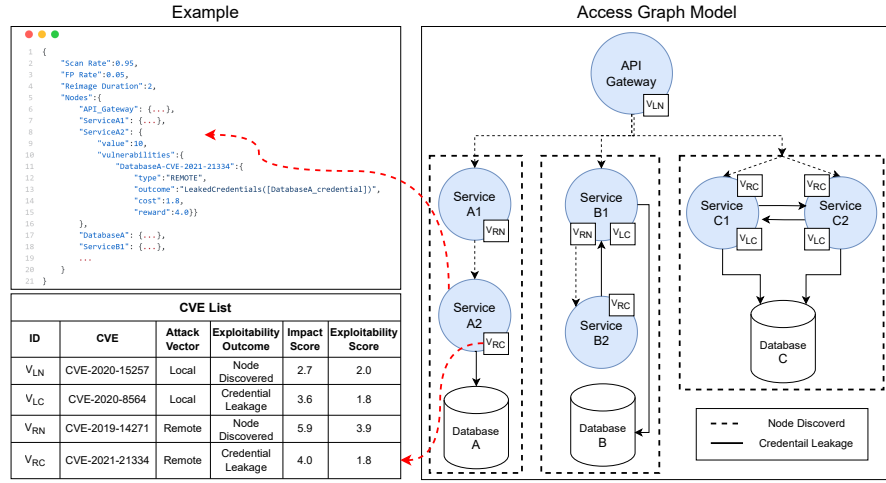 Example
1 {
2 "Scan Rate":0.95,
3 "FP Rate":0.05,
4 "Reimage Duration":2,
5 "Nodes":{
6 "API_Gateway": {...},
7 "ServiceA1": {...},
8 "ServiceA2": {
9 "value":10,
10 "vulnerabilities":{
11 "DatabaseA-CVE-2021-21334":{
12 "type":"REMOTE",
13 "outcome":"LeakedCredentials([DatabaseA_credential])",
14 "cost":1.8,
15 "reward":4.0}}
16 },
17 "DatabaseA": {...},
18 "ServiceB1": {...},
19 ...
20 }
21 }
CVE List
ID CVE Attack Vector Exploitability Outcome Impact Score Exploitability Score
VLN CVE-2020-15257 Local Node Discovered 2.7 2.0
VLC CVE-2020-8564 Local Credential Leakage 3.6 1.8
VRN CVE-2019-14271 Remote Node Discovered 5.9 3.9
VRC CVE-2021-21334 Remote Credential Leakage 4.0 1.8
Access Graph Model
API
Gateway
VLN
Service
A1
VRN
Service
A2
VRC
Database
A
Service
B1
VRN
VLC
VRC
Service
B2
Database
B
VRC
VRC
Service
C1
Service
C2
VLC
VLC
Database
C
Node Discoverd
Credentail Leakage